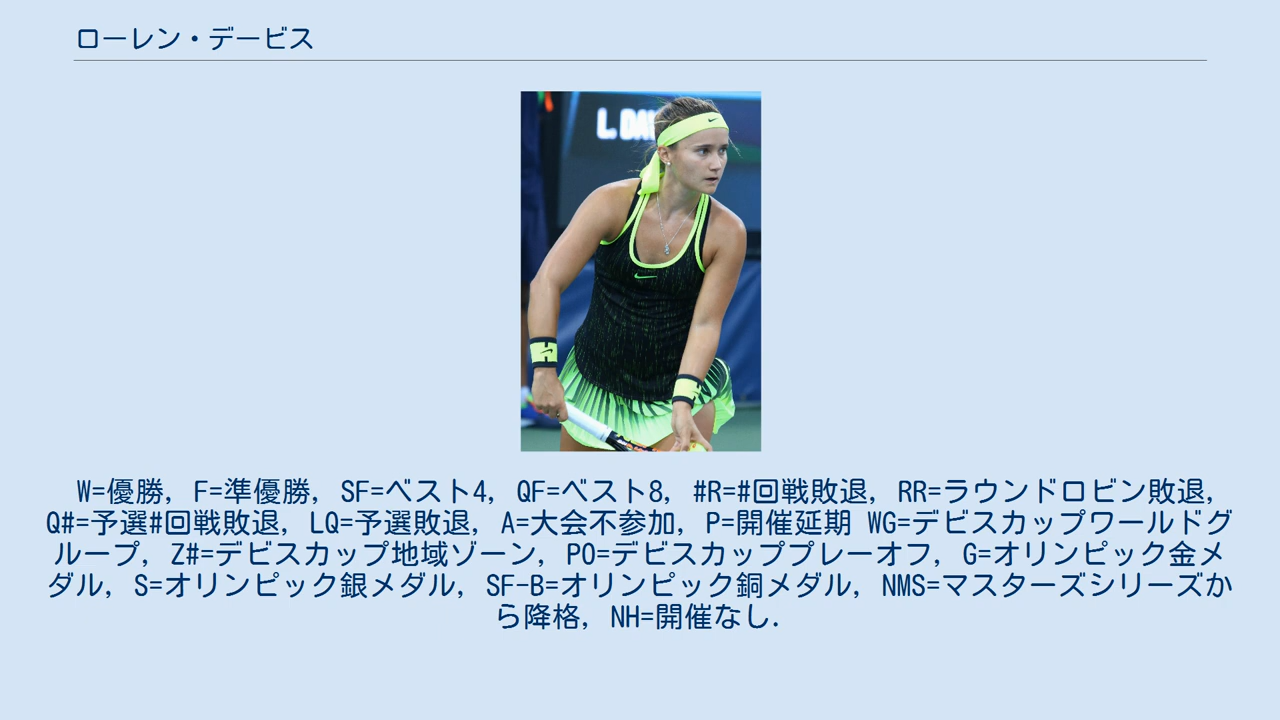 ローレン・デービス
L. DA
W=優勝, F=準優勝, SF=ベスト4, QF=ベスト8, #R=#回戦敗退, RR=ラウンドロビン敗退,
Q#=予選#回戦敗退, LQ=予選敗退, A=大会不参加, P=開催延期 WG=デビスカップワールドグ
ループ, Z#=デビスカップ地域ゾーン, PO=デビスカッププレーオフ, G=オリンピック金メ
ダル, S=オリンピック銀メダル, SF-B=オリンピック銅メダル, NMS=マスターズシリーズか
ら降格, NH=開催なし.